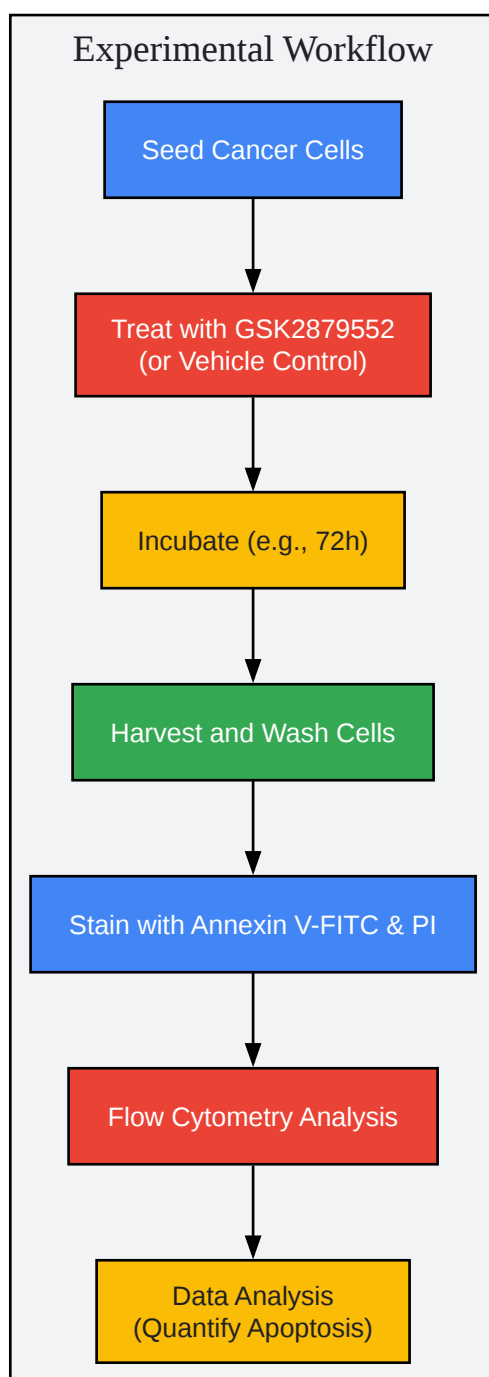 Experimental Workflow
Seed Cancer Cells
Treat with GSK2879552
(or Vehicle Control)
Incubate (e.g., 72h)
Harvest and Wash Cells
Stain with Annexin V-FITC & PI
Flow Cytometry Analysis
Data Analysis
(Quantify Apoptosis)